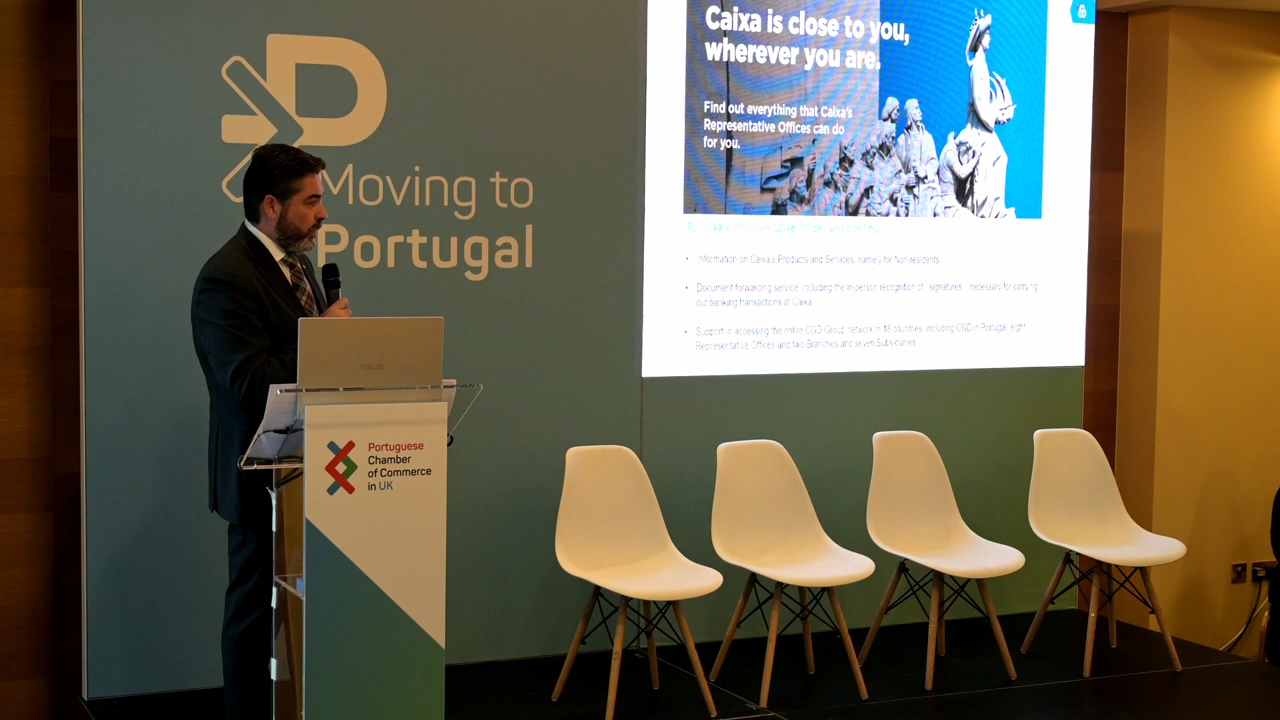 Moving to
Portugal
Caixa is close to you,
wherever you are.
Find out everything that Caixa's
Representative Offices can do
for you.
• Information on Caixa's Products and Services, namely for Non-residents
• Document forwarding service, including the in-person recognition of signatures necessary for carrying
out banking transactions at Caixa
• Support in accessing the entire CGD Group network in 18 countries, including CGD in Portugal, eight
Representative Offices and two Branches and seven Subsidiaries
ASUS
Portuguese
Chamber
of Commerce
in UK